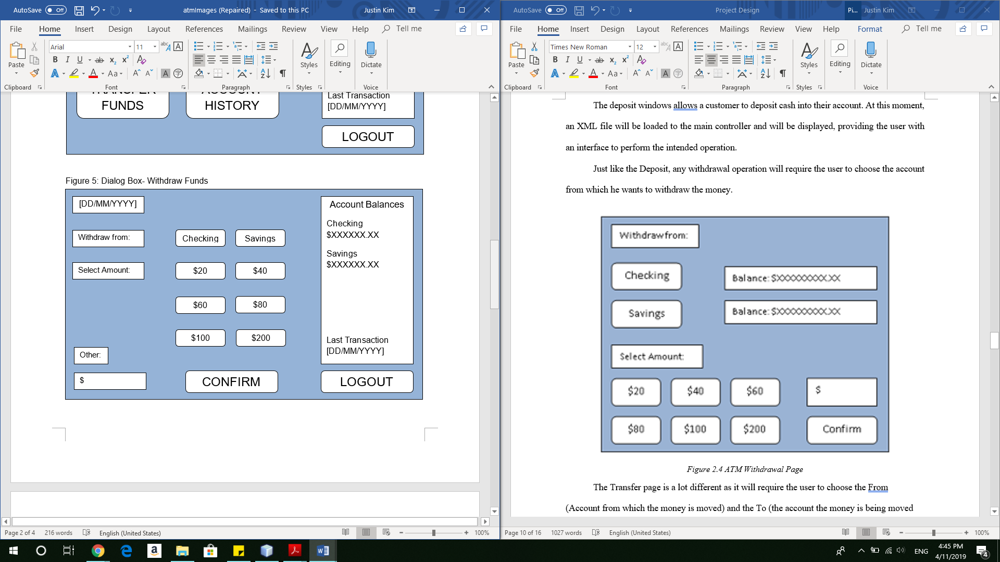 AutoSave Off
atmImages (Repaired) - Saved to this PC
Justin Kim
File Home Insert Design Layout References Mailings Review View Help Tell me
Paste
Arial
11
Styles
Editing
Dictate
Clipboard
Font
Paragraph
Styles
Voice
TRANSFER
FUNDS
ACCOUNT
HISTORY
Last Transaction
[DD/MM/YYYY]
LOGOUT
Figure 5: Dialog Box- Withdraw Funds
[DD/MM/YYYY]
Withdraw from:
Checking
Savings
Select Amount:
$20
$40
$60
$80
$100
$200
Other:
$
CONFIRM
Account Balances
Checking
$XXXXXX.XX
Savings
$XXXXXX.XX
Last Transaction
[DD/MM/YYYY]
LOGOUT
Page 2 of 4
216 words
English (United States)
100%
AutoSave Off
Project Design
Pi...
Justin Kim
File Home Insert Design Layout References Mailings Review View Help Format Tell me
Paste
Times New Roman
12
Styles
Editing
Dictate
Clipboard
Font
Paragraph
Styles
Voice
The deposit windows allows a customer to deposit cash into their account. At this moment,
an XML file will be loaded to the main controller and will be displayed, providing the user with
an interface to perform the intended operation.
Just like the Deposit, any withdrawal operation will require the user to choose the account
from which he wants to withdraw the money.
Withdraw from:
Checking
Balance: $XXXXXXXXX.XX
Savings
Balance: $XXXXXXXXX.XX
Select Amount:
$20
$40
$60
$
$80
$100
$200
Confirm
Figure 2.4 ATM Withdrawal Page
The Transfer page is a lot different as it will require the user to choose the From
(Account from which the money is moved) and the To (the account the money is being moved
Page 10 of 16
1027 words
English (United States)
100%
ENG
4:45 PM
4/11/2019
4